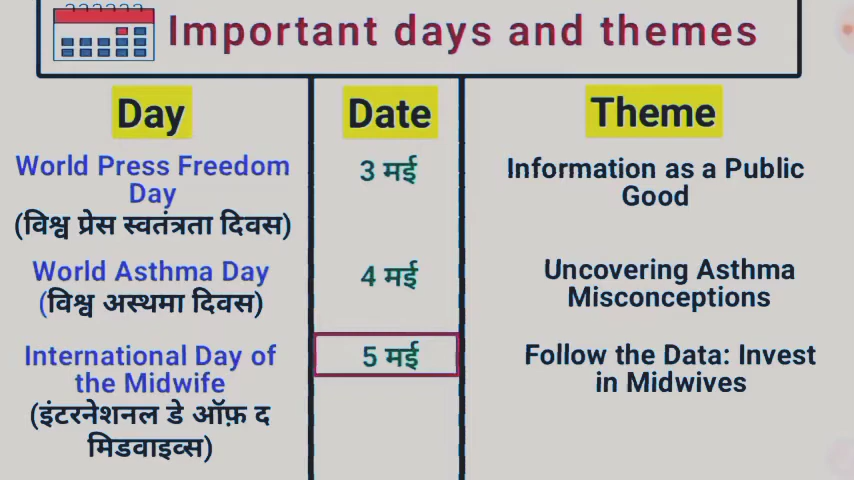 Important days and themes
Day
Date
Theme
World Press Freedom
Day
(विश्व प्रेस स्वतंत्रता दिवस)
3 मई
Information as a Public
Good
World Asthma Day
(विश्व अस्थमा दिवस)
4 मई
Uncovering Asthma
Misconceptions
International Day of
the Midwife
(इंटरनेशनल डे ऑफ़ द
मिडवाइव्स)
5 मई
Follow the Data: Invest
in Midwives